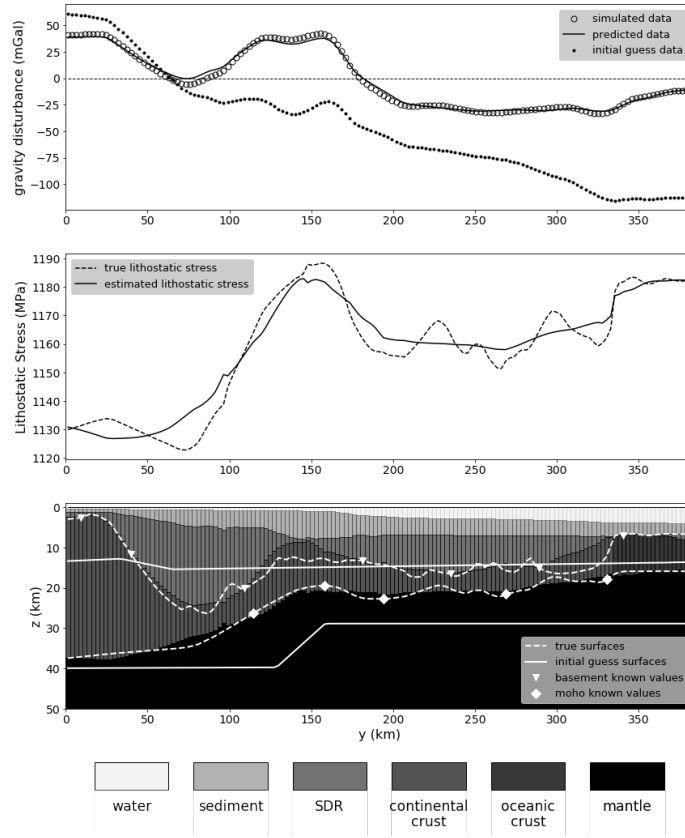 gravity disturbance (mGal)
50
25
0
−25
−50
−75
−100
simulated data
predicted data
initial guess data
0 50 100 150 200 250 300 350
Lithostatic Stress (MPa)
1190
1180
1170
1160
1150
1140
1130
1120
true lithostatic stress
estimated lithostatic stress
0 50 100 150 200 250 300 350
z (km)
0
10
20
30
40
50
true surfaces
initial guess surfaces
basement known values
moho known values
0 50 100 150 200 250 300 350
y (km)
water sediment SDR continental crust oceanic crust mantle